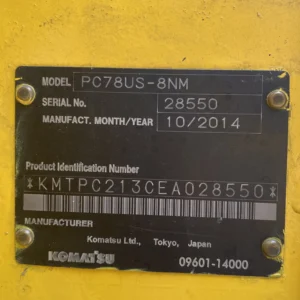 MODEL PC78US-8NM
SERIAL No. 28550
MANUFACT. MONTH/YEAR 10/2014
Product Identification Number
*KMTPC213CEA028550*
MANUFACTURER
Komatsu Ltd., Tokyo, Japan
KOMATSU 09601-14000